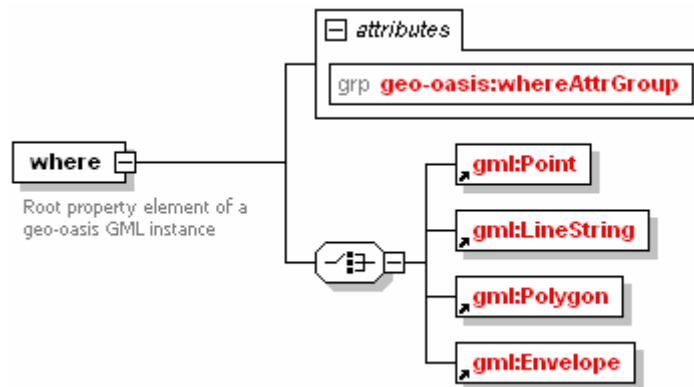 attributes
grp geo-oasis:whereAttrGroup
where
Root property element of a
geo-oasis GML instance
gml:Point
gml:LineString
gml:Polygon
gml:Envelope